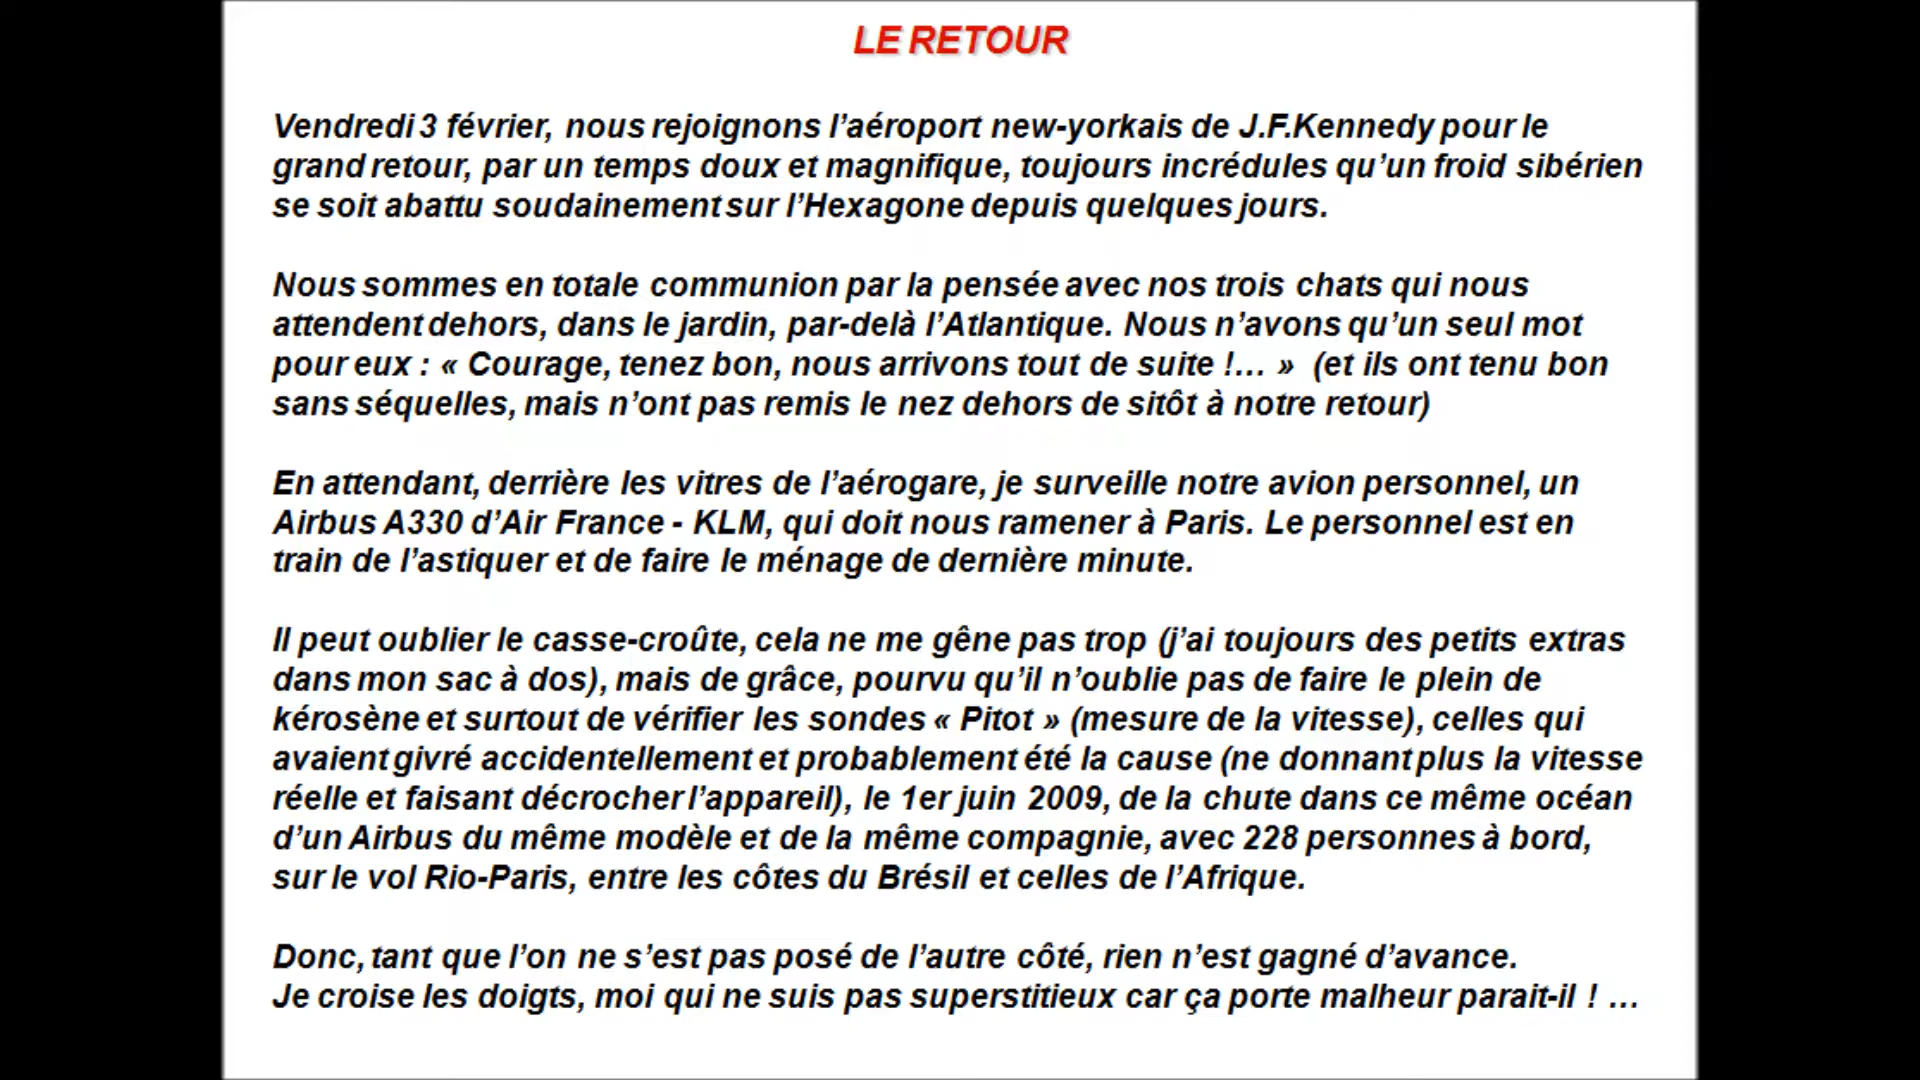 LE RETOUR
Vendredi 3 février, nous rejoignons l’aéroport new-yorkais de J.F.Kennedy pour le
grand retour, par un temps doux et magnifique, toujours incrédules qu’un froid sibérien
se soit abattu soudainement sur l’Hexagone depuis quelques jours.
Nous sommes en totale communion par la pensée avec nos trois chats qui nous
attendent dehors, dans le jardin, par-delà l’Atlantique. Nous n’avons qu’un seul mot
pour eux : « Courage, tenez bon, nous arrivons tout de suite !… » (et ils ont tenu bon
sans séquelles, mais n’ont pas remis le nez dehors de sitôt à notre retour)
En attendant, derrière les vitres de l’aérogare, je surveille notre avion personnel, un
Airbus A330 d’Air France - KLM, qui doit nous ramener à Paris. Le personnel est en
train de l’astiquer et de faire le ménage de dernière minute.
Il peut oublier le casse-croûte, cela ne me gêne pas trop (j’ai toujours des petits extras
dans mon sac à dos), mais de grâce, pourvu qu’il n’oublie pas de faire le plein de
kérosène et surtout de vérifier les sondes « Pitot » (mesure de la vitesse), celles qui
avaient givré accidentellement et probablement été la cause (ne donnant plus la vitesse
réelle et faisant décrocher l’appareil), le 1er juin 2009, de la chute dans ce même océan
d’un Airbus du même modèle et de la même compagnie, avec 228 personnes à bord,
sur le vol Rio-Paris, entre les côtes du Brésil et celles de l’Afrique.
Donc, tant que l’on ne s’est pas posé de l’autre côté, rien n’est gagné d’avance.
Je croise les doigts, moi qui ne suis pas superstitieux car ça porte malheur parait-il ! …